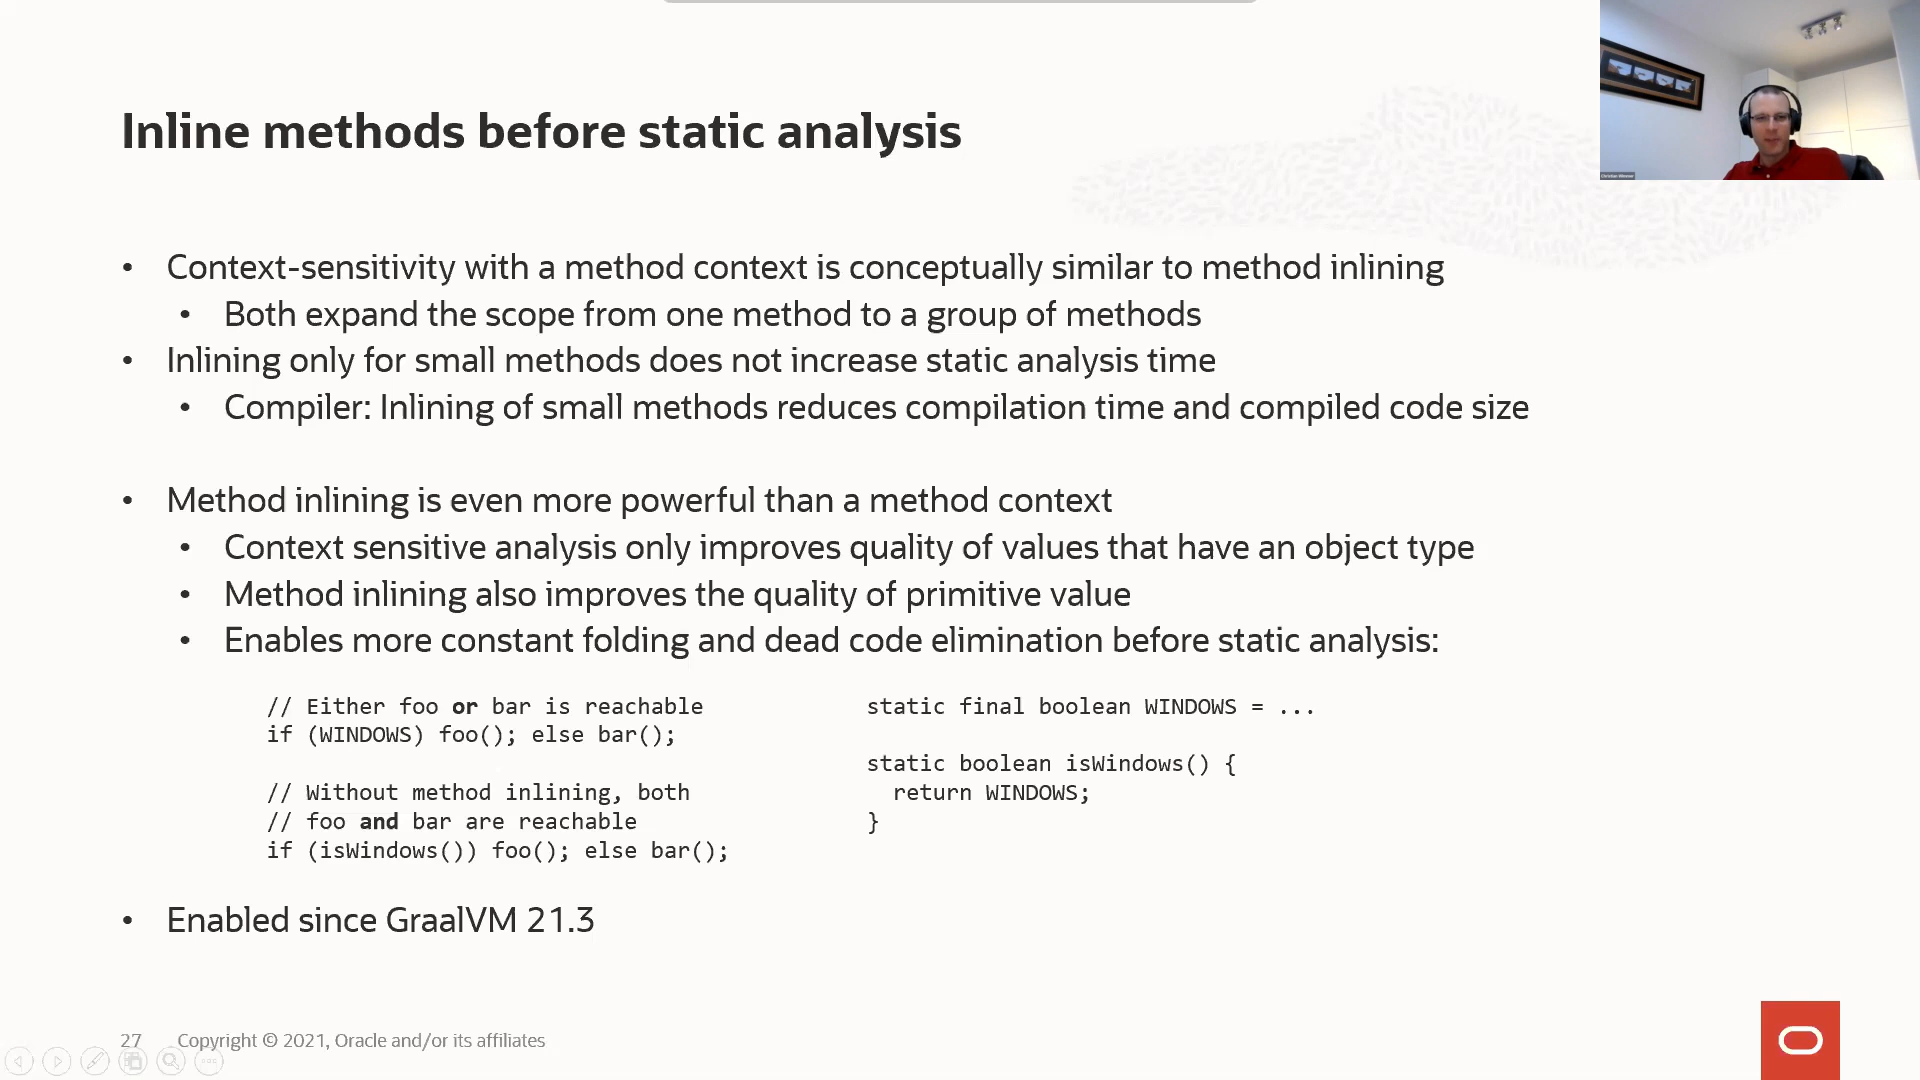 Inline methods before static analysis
• Context-sensitivity with a method context is conceptually similar to method inlining
• Both expand the scope from one method to a group of methods
• Inlining only for small methods does not increase static analysis time
• Compiler: Inlining of small methods reduces compilation time and compiled code size
• Method inlining is even more powerful than a method context
• Context sensitive analysis only improves quality of values that have an object type
• Method inlining also improves the quality of primitive value
• Enables more constant folding and dead code elimination before static analysis:
// Either foo or bar is reachable
if (WINDOWS) foo(); else bar();
// Without method inlining, both
// foo and bar are reachable
if (isWindows()) foo(); else bar();
static final boolean WINDOWS = ...
static boolean isWindows() {
return WINDOWS;
}
• Enabled since GraalVM 21.3
27 Copyright © 2021, Oracle and/or its affiliates